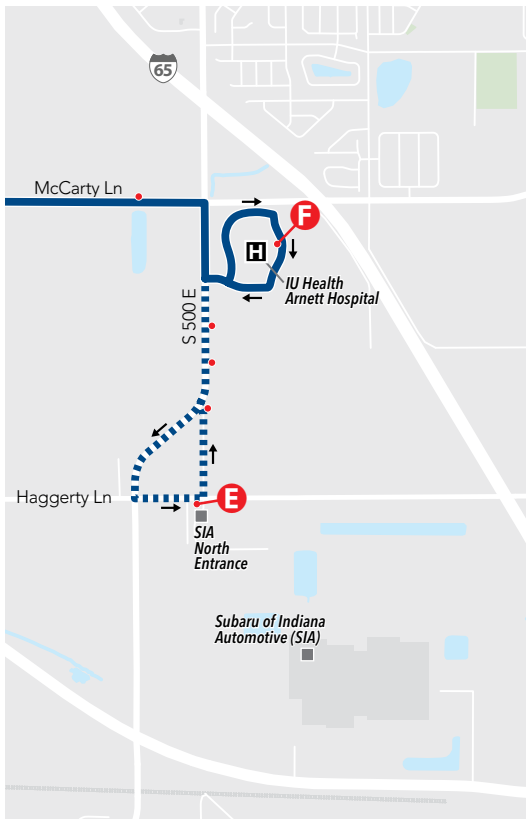 65
McCarty Ln
F
H
IU Health
Arnett Hospital
S 500 E
Haggerty Ln
E
SIA
North
Entrance
Subaru of Indiana
Automotive (SIA)